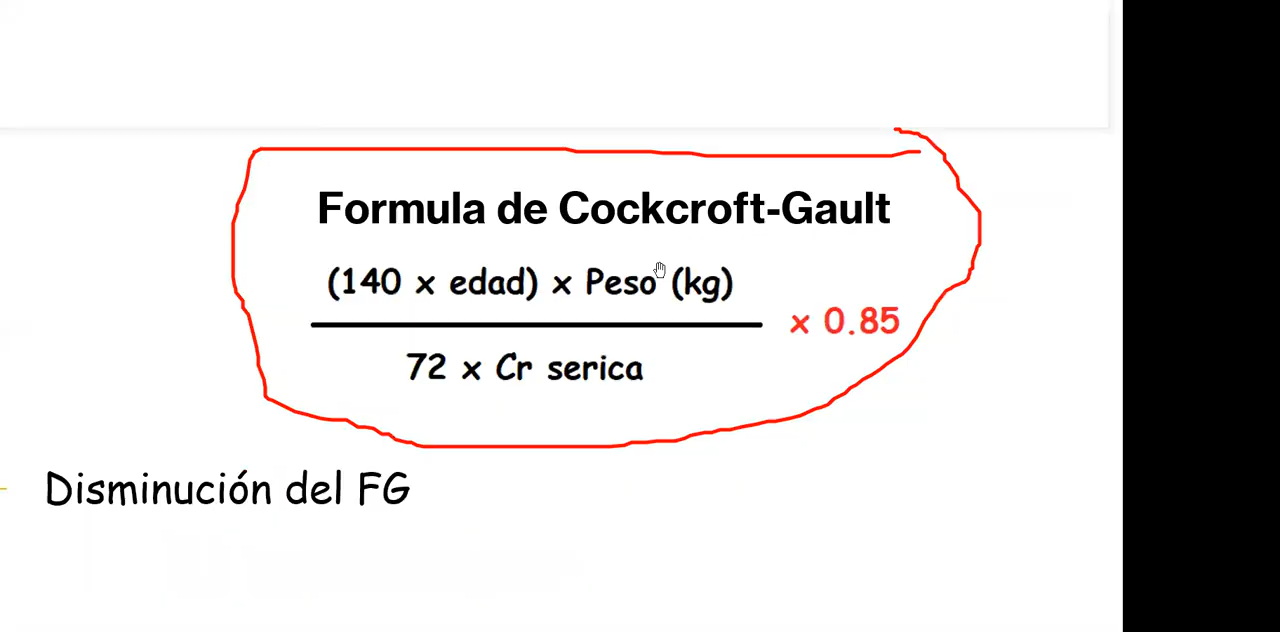 Formula de Cockcroft-Gault
(140 x edad) x Peso (kg)
x 0.85
72 x Cr serica
Disminución del FG